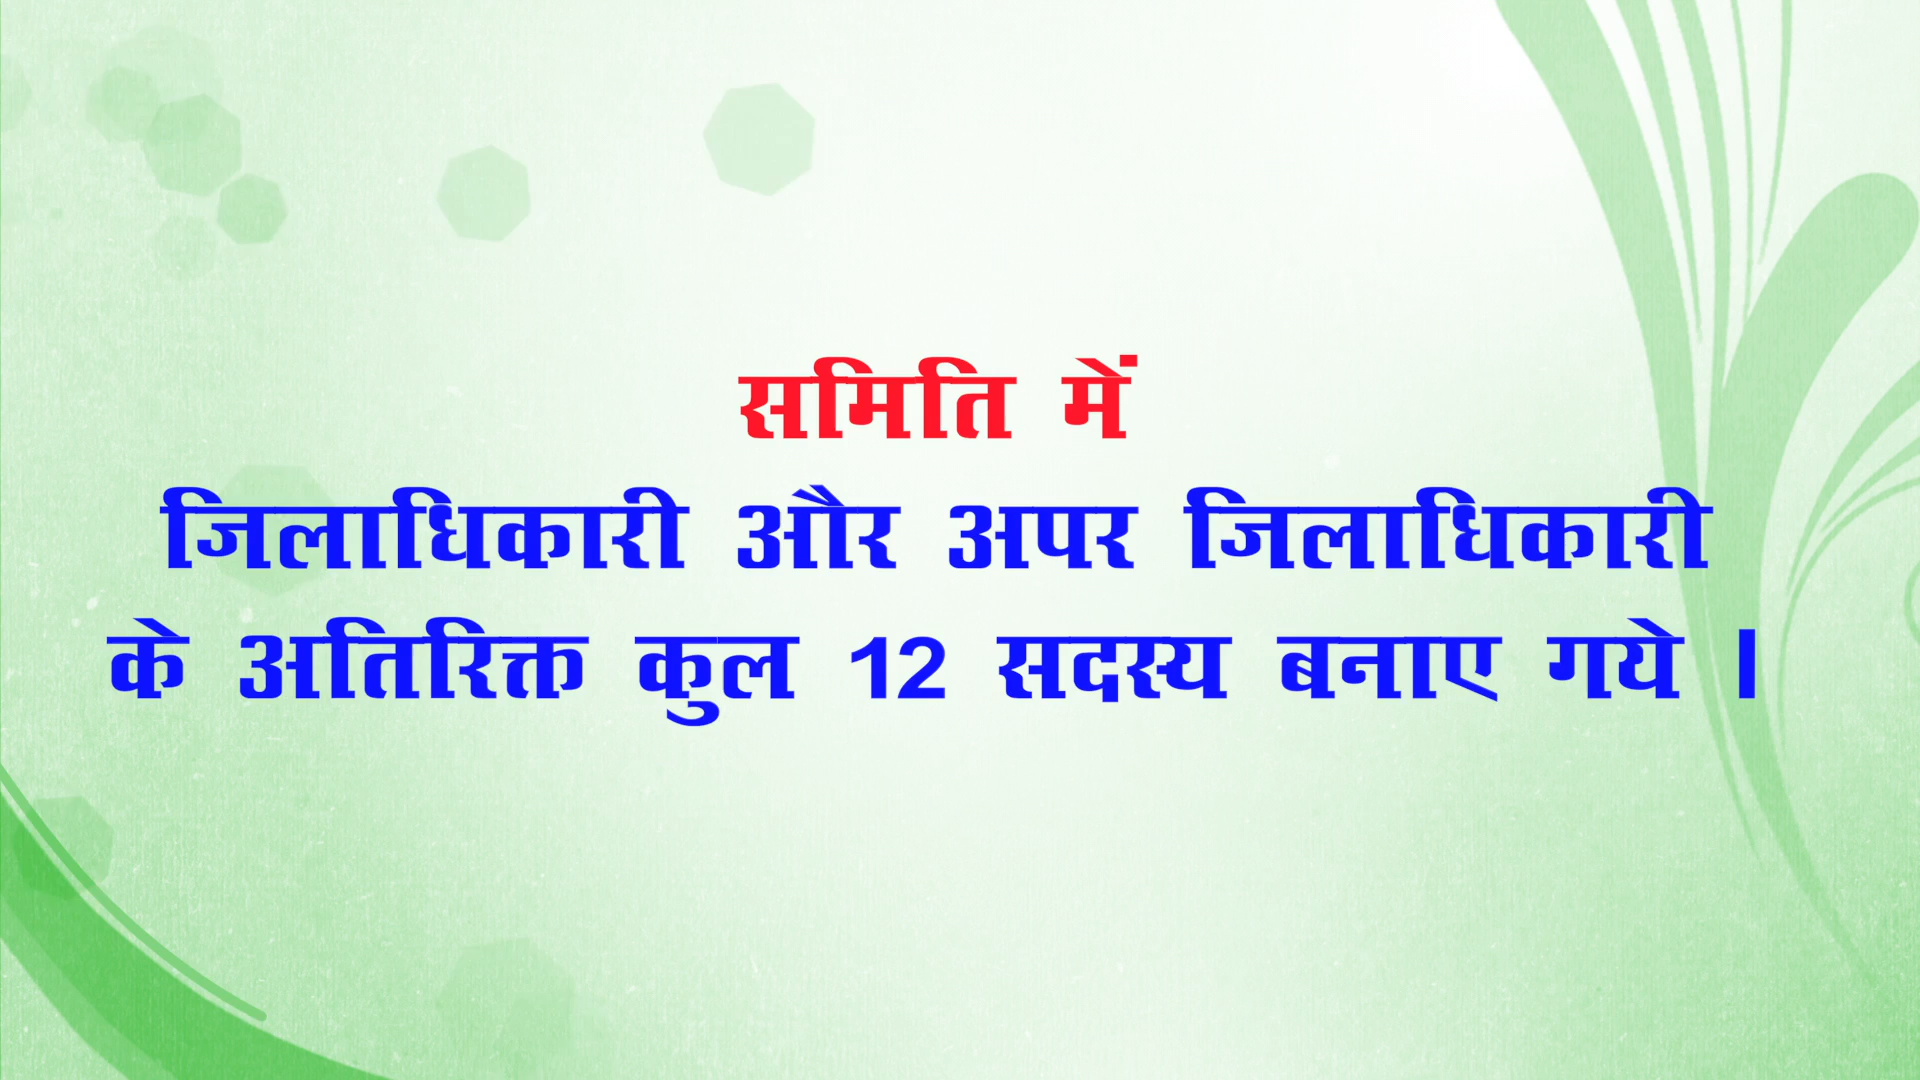 समिति में
जिलाधिकारी और अपर जिलाधिकारी
के अतिरिक्त कुल 12 सदस्य बनाए गये ।